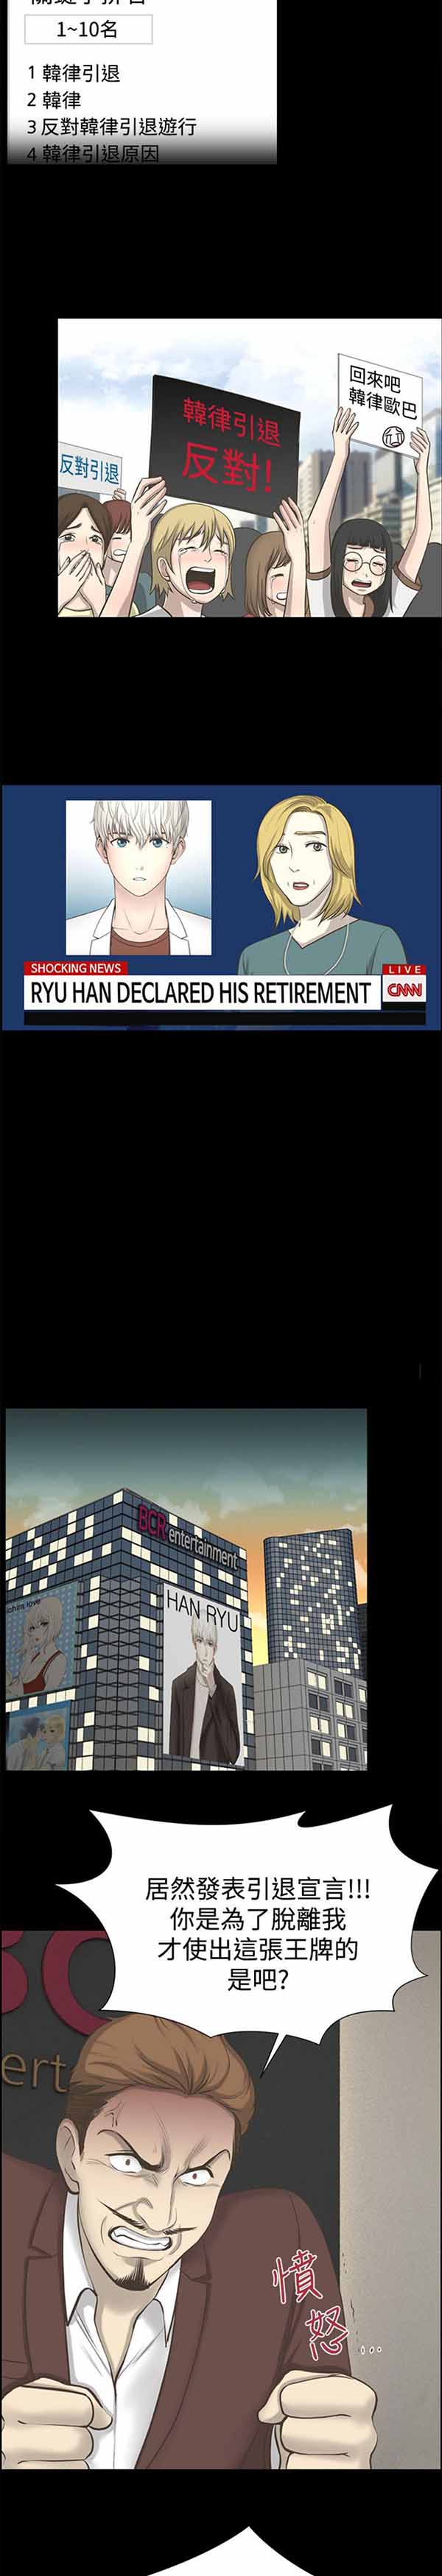 1~10名
1 韓律引退
2 韓律
3 反對韓律引退遊行
4 韓律引退原因
反對引退
韓律引退
反對!
回來吧
韓律歐巴
SHOCKING NEWS
LIVE
RYU HAN DECLARED HIS RETIREMENT
CNN
BCR entertainment
love
HAN RYU
居然發表引退宣言!!!
你是為了脫離我
才使出這張王牌的
是吧?
ert
憤
怒...